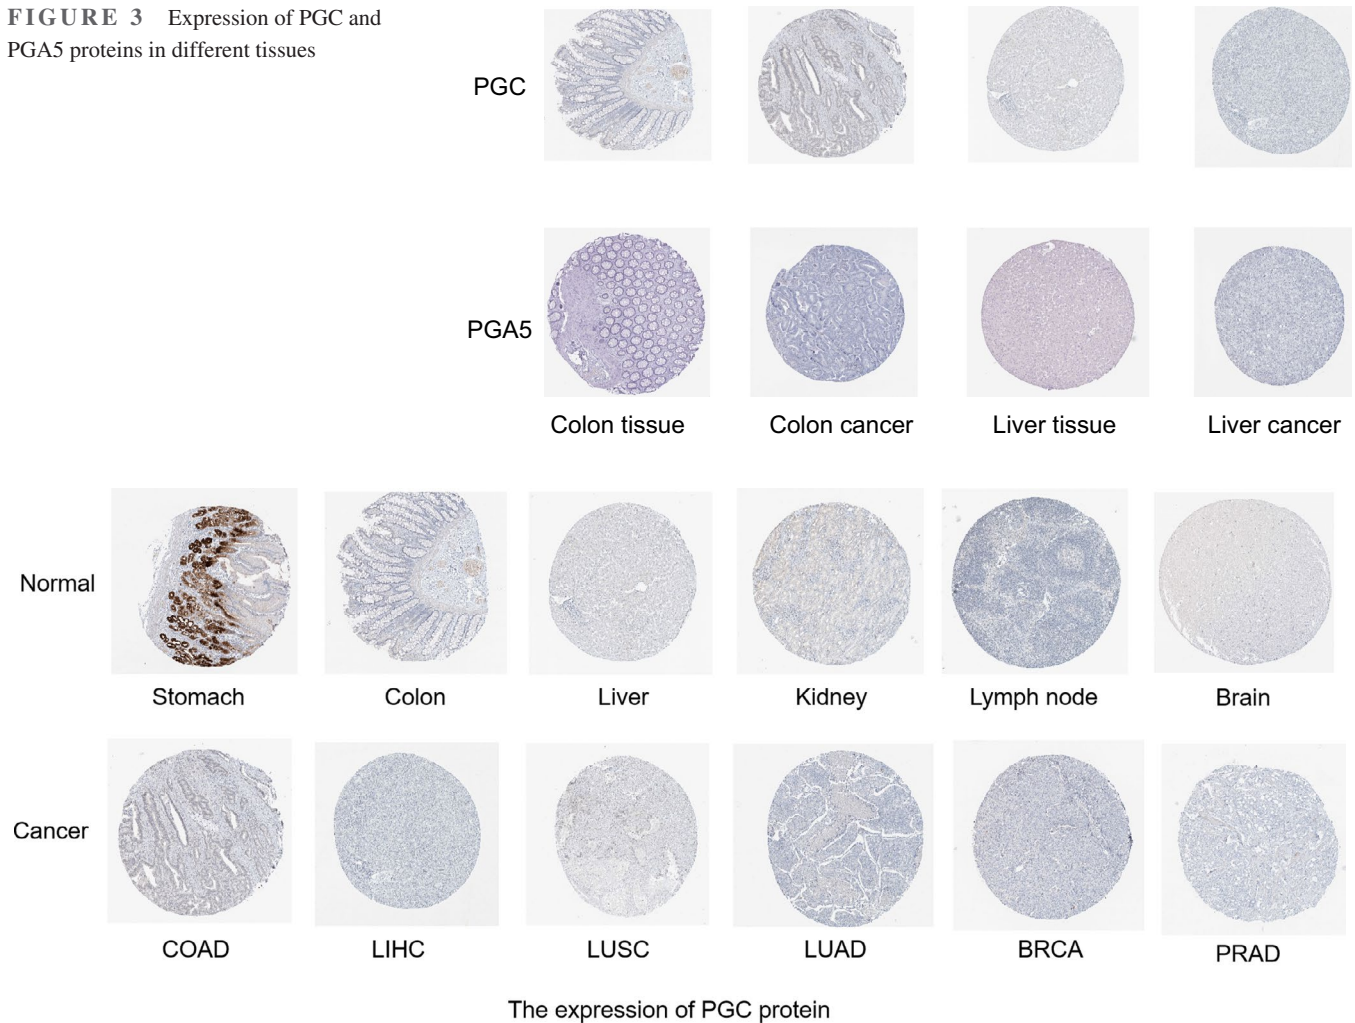 FIGURE 3 Expression of PGC and
PGA5 proteins in different tissues
PGC
PGA5
Colon tissue Colon cancer Liver tissue Liver cancer
Normal
Stomach Colon Liver Kidney Lymph node Brain
Cancer
COAD LIHC LUSC LUAD BRCA PRAD
The expression of PGC protein